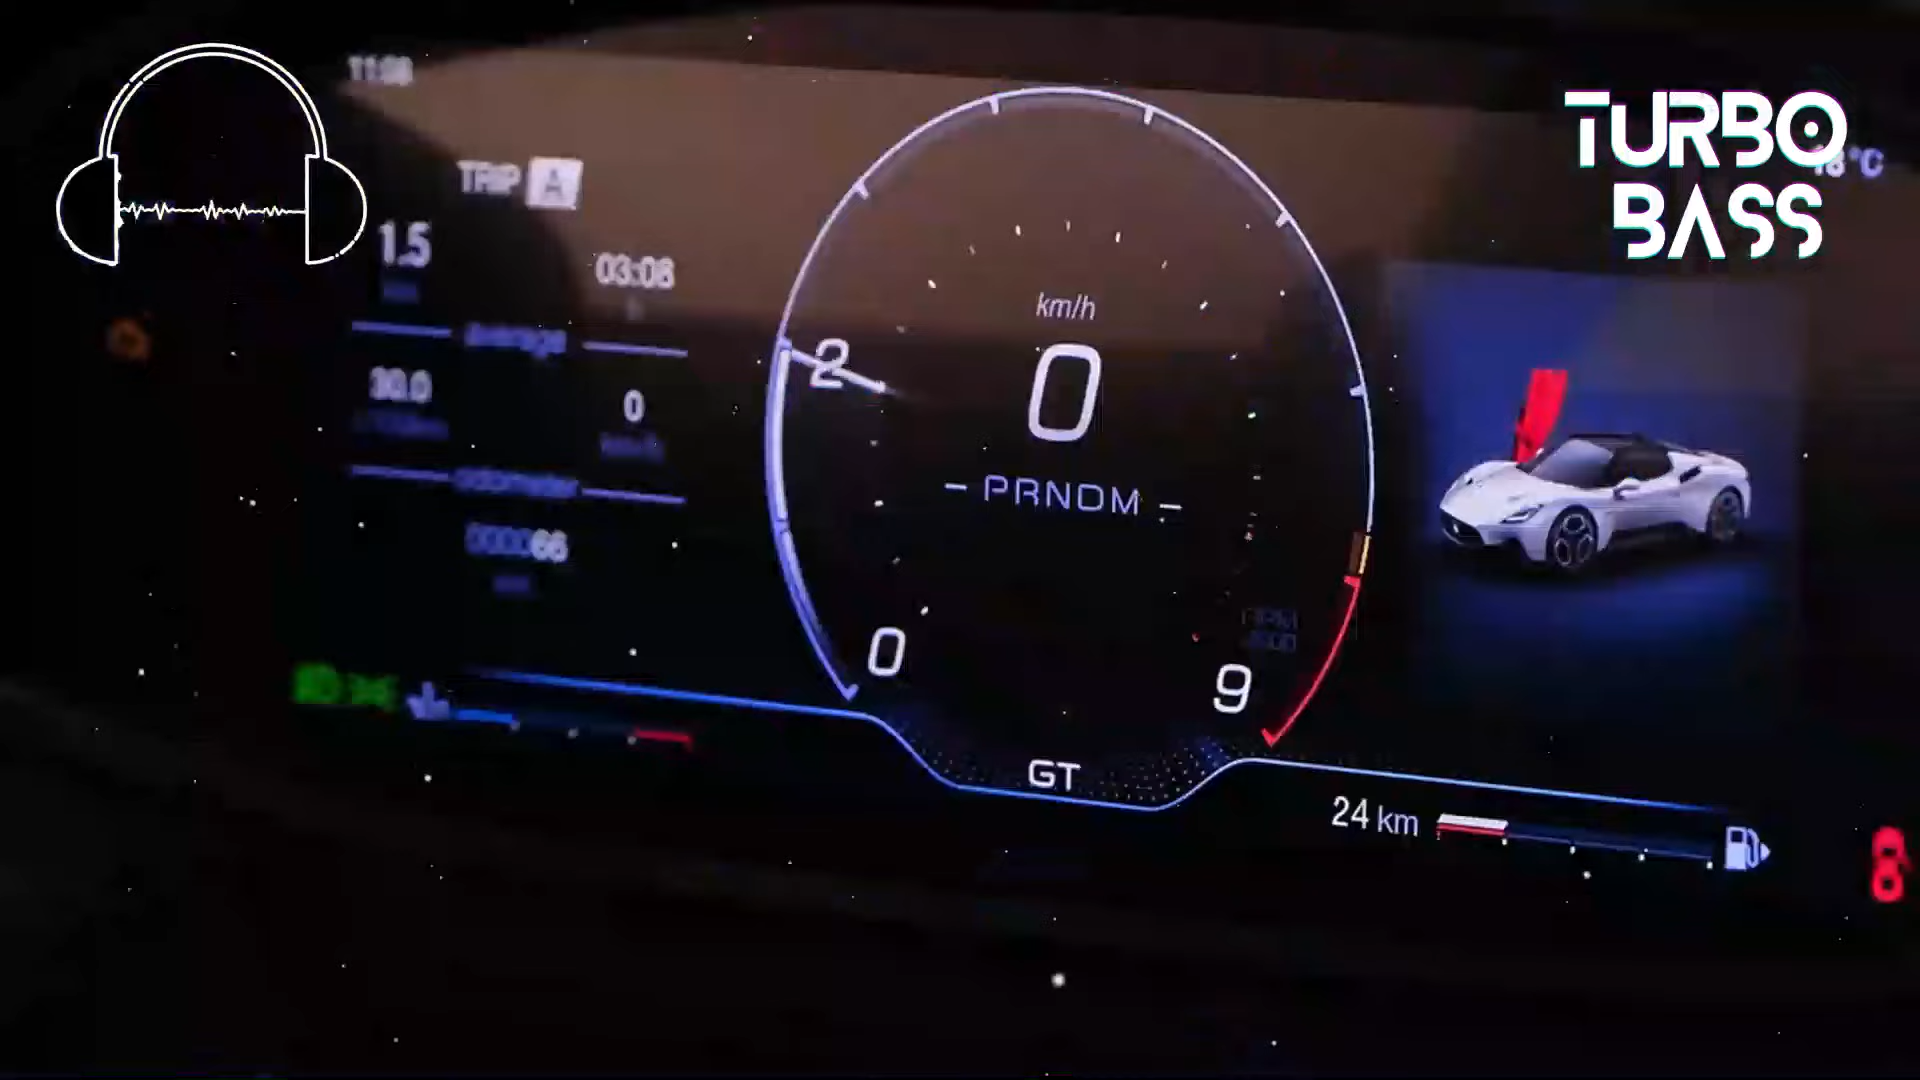 TURBO
BASS
TRIP A
1.5
03:08
average
30.0
0
odometer
000066
km/h
0
2
PRNDM
0
9
GT
24 km